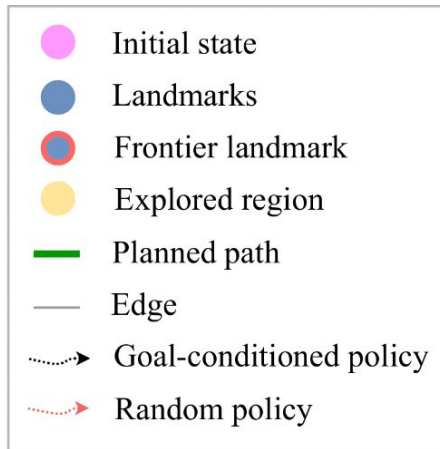 Initial state
Landmarks
Frontier landmark
Explored region
Planned path
Edge
Goal-conditioned policy
Random policy